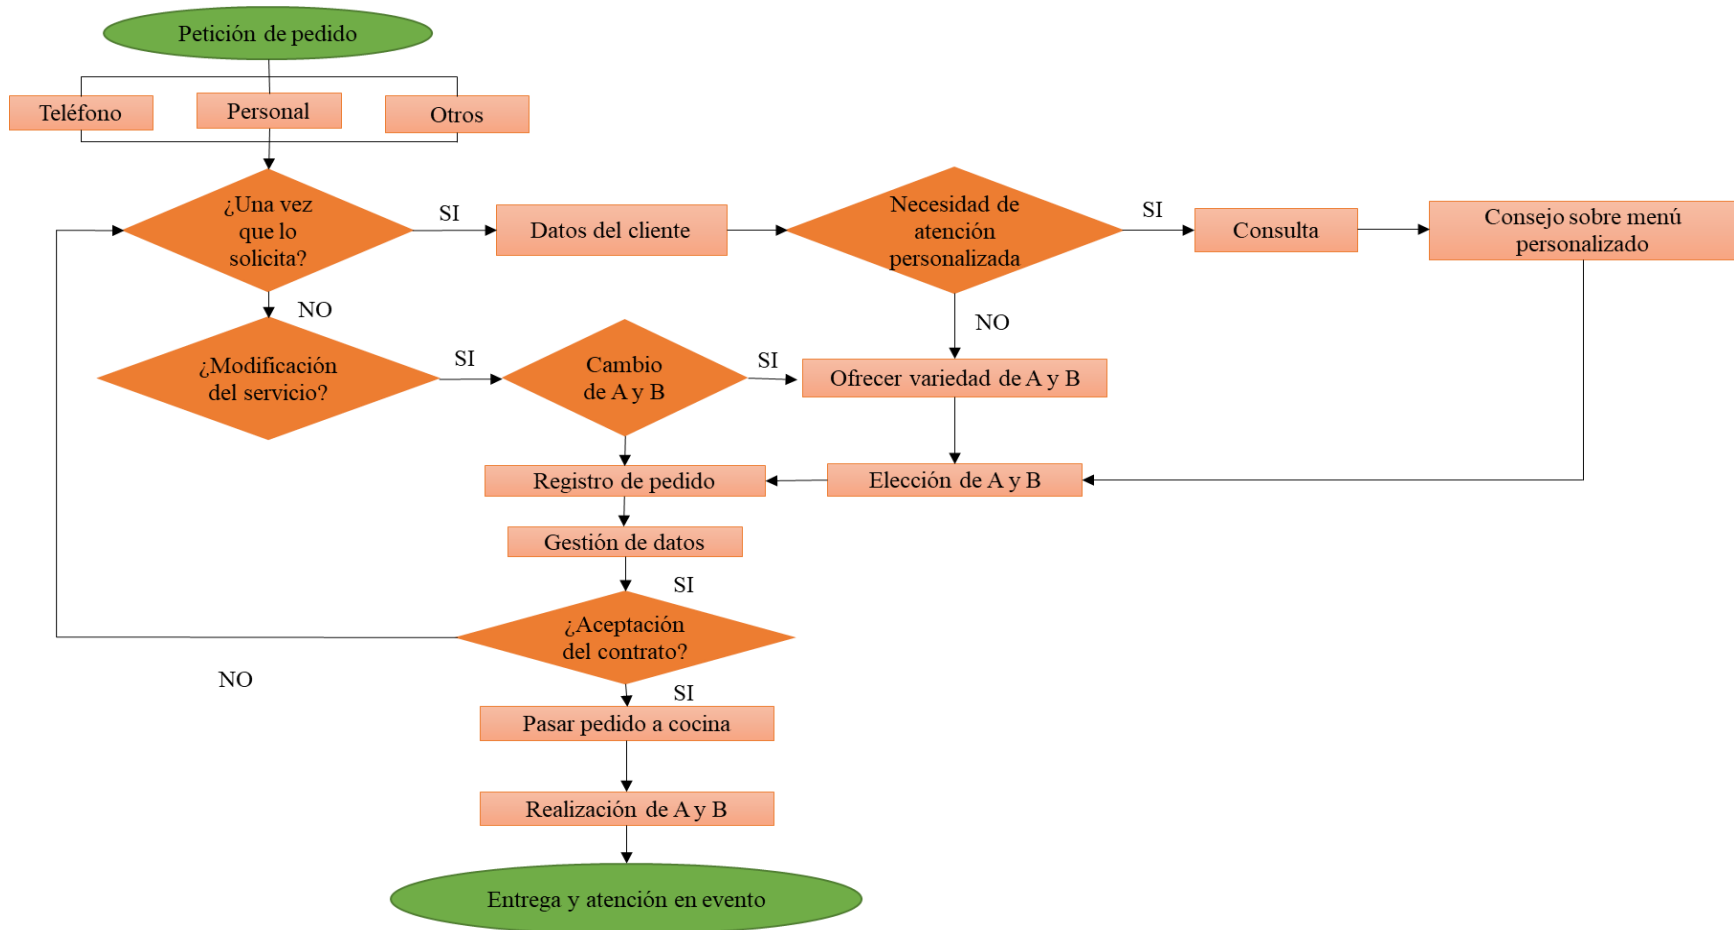 Petición de pedido
Teléfono
Personal
Otros
¿Una vez
que lo
solicita?
SI
Datos del cliente
Necesidad de
atención
personalizada
SI
Consulta
Consejo sobre menú
personalizado
NO
NO
¿Modificación
del servicio?
SI
Cambio
de A y B
SI
Ofrecer variedad de A y B
Registro de pedido
Elección de A y B
Gestión de datos
SI
¿Aceptación
del contrato?
NO
SI
Pasar pedido a cocina
Realización de A y B
Entrega y atención en evento